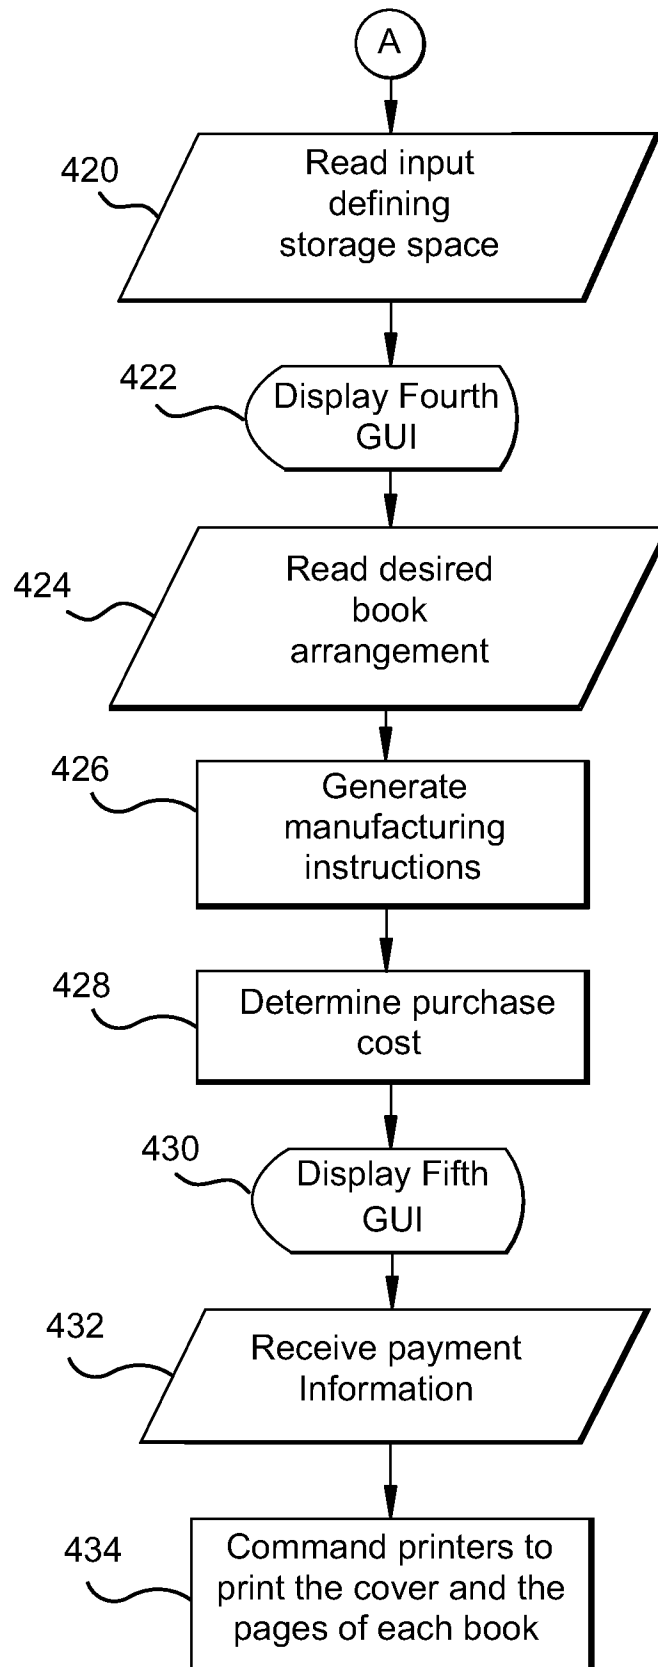 A
420
Read input
defining
storage space
422
Display Fourth
GUI
424
Read desired
book
arrangement
426
Generate
manufacturing
instructions
428
Determine purchase
cost
430
Display Fifth
GUI
432
Receive payment
Information
434
Command printers to
print the cover and the
pages of each book